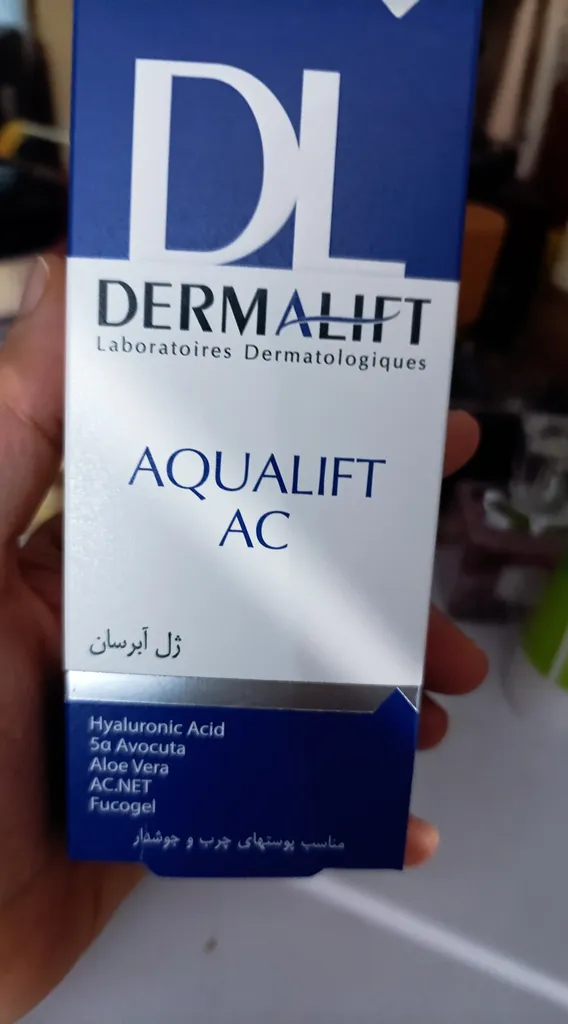 DL
DERMALIFT
Laboratoires Dermatologiques
AQUALIFT
AC
ژل آبرسان
Hyaluronic Acid
5α Avocuta
Aloe Vera
AC.NET
Fucogel
مناسب پوستهای چرب و جوشدار